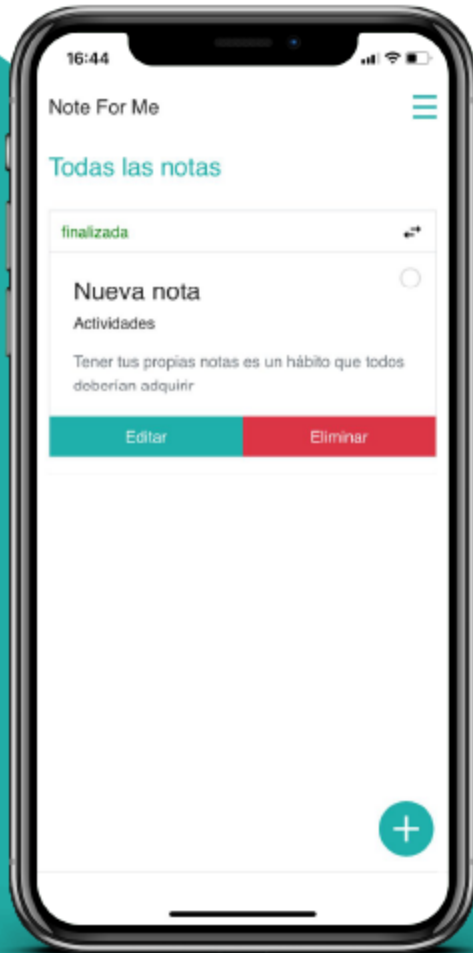 16:44
Note For Me
Todas las notas
finalizada
Nueva nota
Actividades
Tener tus propias notas es un hábito que todos
deberían adquirir
Editar
Eliminar